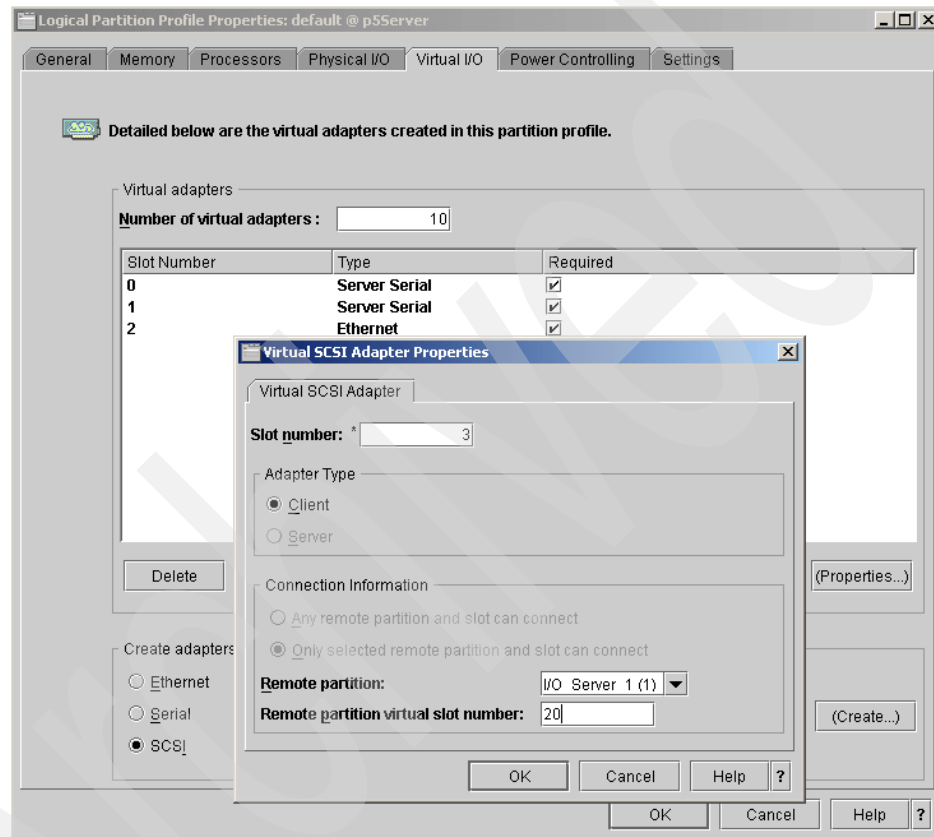 Logical Partition Profile Properties: default @ p5Server
General Memory Processors Physical I/O Virtual I/O Power Controlling Settings
Detailed below are the virtual adapters created in this partition profile.
Virtual adapters
Number of virtual adapters : 10
Slot Number Type Required
0 Server Serial
1 Server Serial
2 Ethernet
Virtual SCSI Adapter Properties
Virtual SCSI Adapter
Slot number: * 3
Adapter Type
Client
Server
Delete
(Properties...)
Connection Information
Any remote partition and slot can connect
Only selected remote partition and slot can connect
Remote partition: I/O Server 1 (1)
Remote partition virtual slot number: 20
Create adapters
Ethernet
Serial
SCSI
(Create...)
OK Cancel Help ?
OK Cancel Help ?